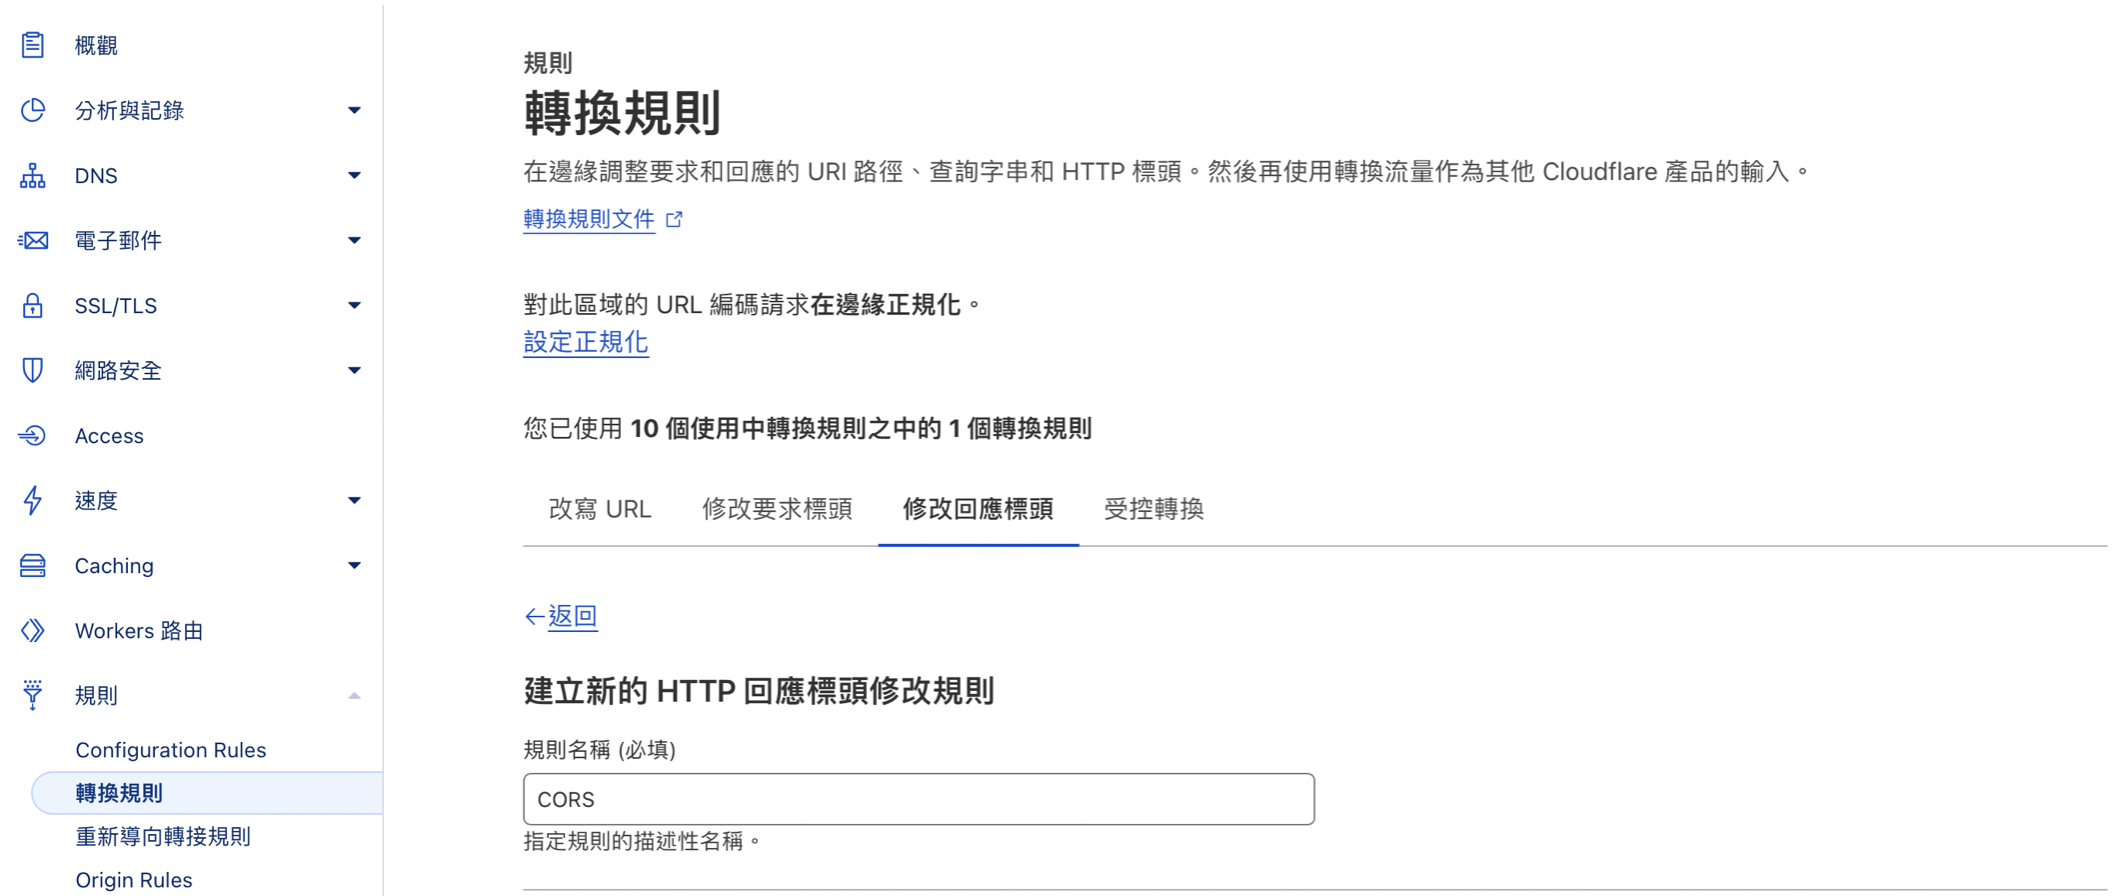 概觀
分析與記錄
DNS
電子郵件
SSL/TLS
網路安全
Access
速度
Caching
Workers 路由
規則
Configuration Rules
轉換規則
重新導向轉接規則
Origin Rules
規則
轉換規則
在邊緣調整要求和回應的 URI 路徑、查詢字串和 HTTP 標頭。然後再使用轉換流量作為其他 Cloudflare 產品的輸入。
轉換規則文件
對此區域的 URL 編碼請求在邊緣正規化。
設定正規化
您已使用 10 個使用中轉換規則之中的 1 個轉換規則
改寫 URL 修改要求標頭 修改回應標頭 受控轉換
←返回
建立新的 HTTP 回應標頭修改規則
規則名稱 (必填)
CORS
指定規則的描述性名稱。